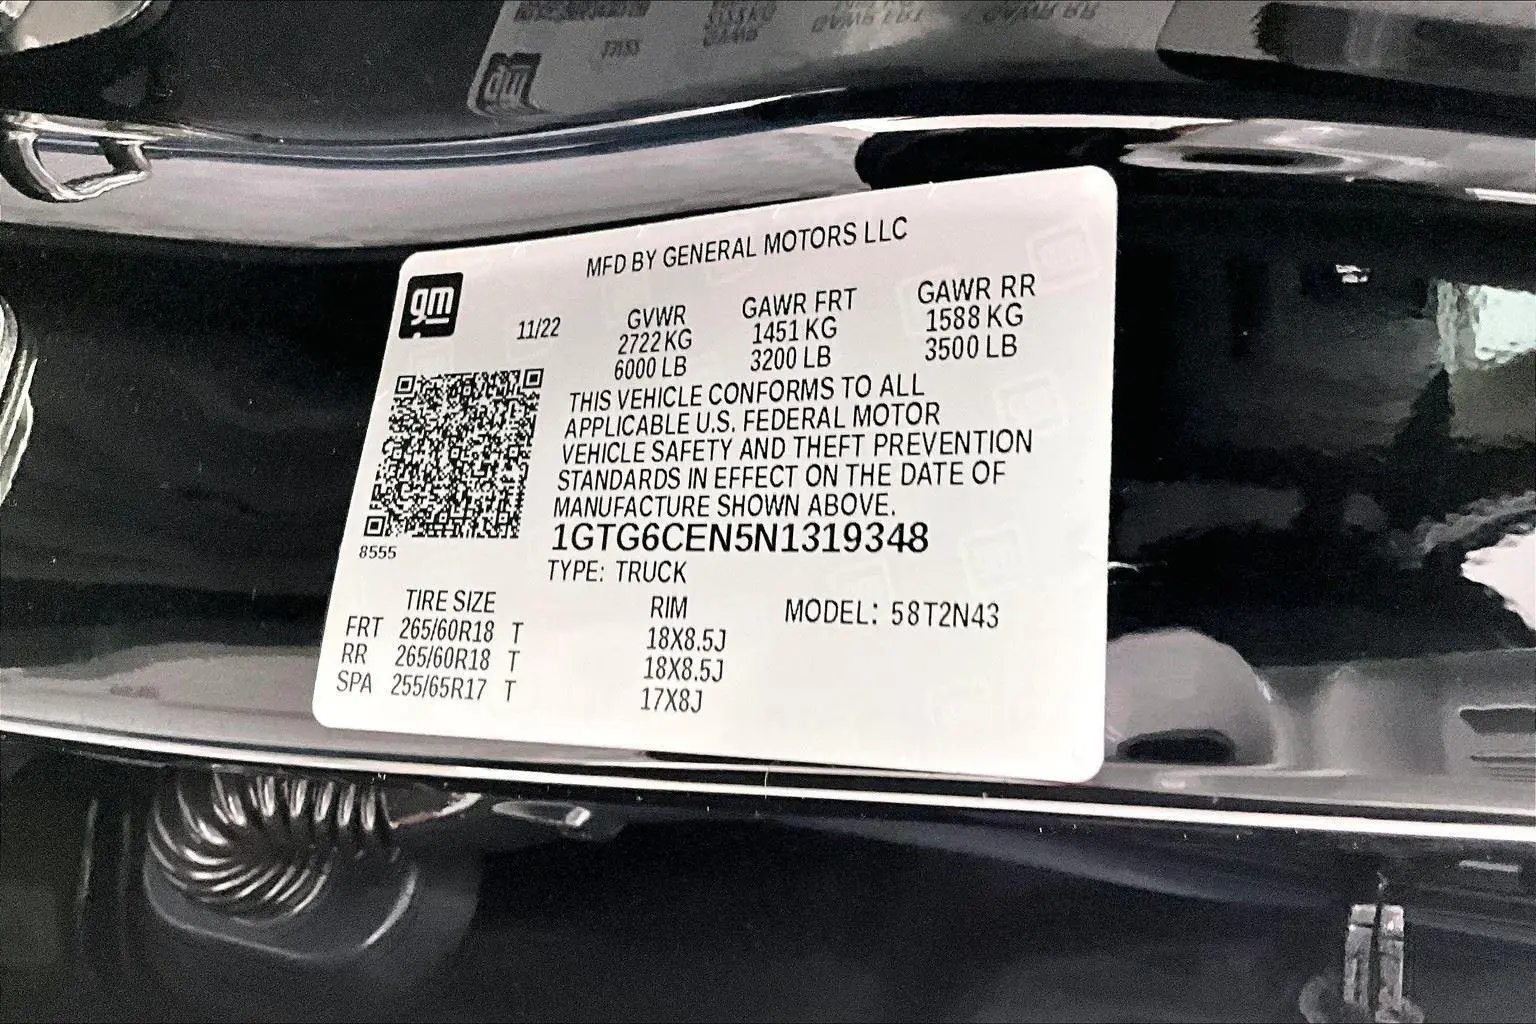 MFD BY GENERAL MOTORS LLC
gm
11/22
GVWR GAWR FRT GAWR RR
2722 KG 1451 KG 1588 KG
6000 LB 3200 LB 3500 LB
THIS VEHICLE CONFORMS TO ALL
APPLICABLE U.S. FEDERAL MOTOR
VEHICLE SAFETY AND THEFT PREVENTION
STANDARDS IN EFFECT ON THE DATE OF
MANUFACTURE SHOWN ABOVE.
1GTG6CEN5N1319348
8555
TYPE: TRUCK
TIRE SIZE RIM MODEL: 58T2N43
FRT 265/60R18 T 18X8.5J
RR 265/60R18 T 18X8.5J
SPA 255/65R17 T 17X8J